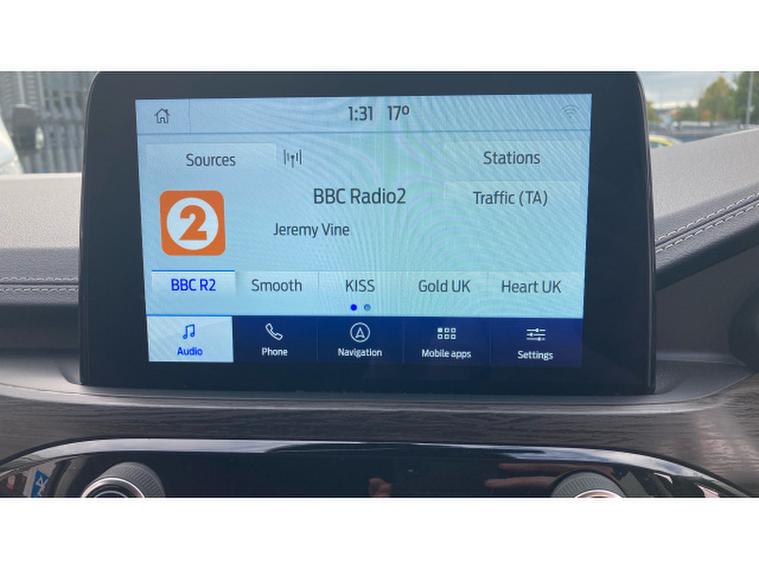 1:31 17°
Sources
Stations
BBC Radio2
Traffic (TA)
2
Jeremy Vine
BBC R2 Smooth KISS Gold UK Heart UK
Audio Phone Navigation Mobile apps Settings